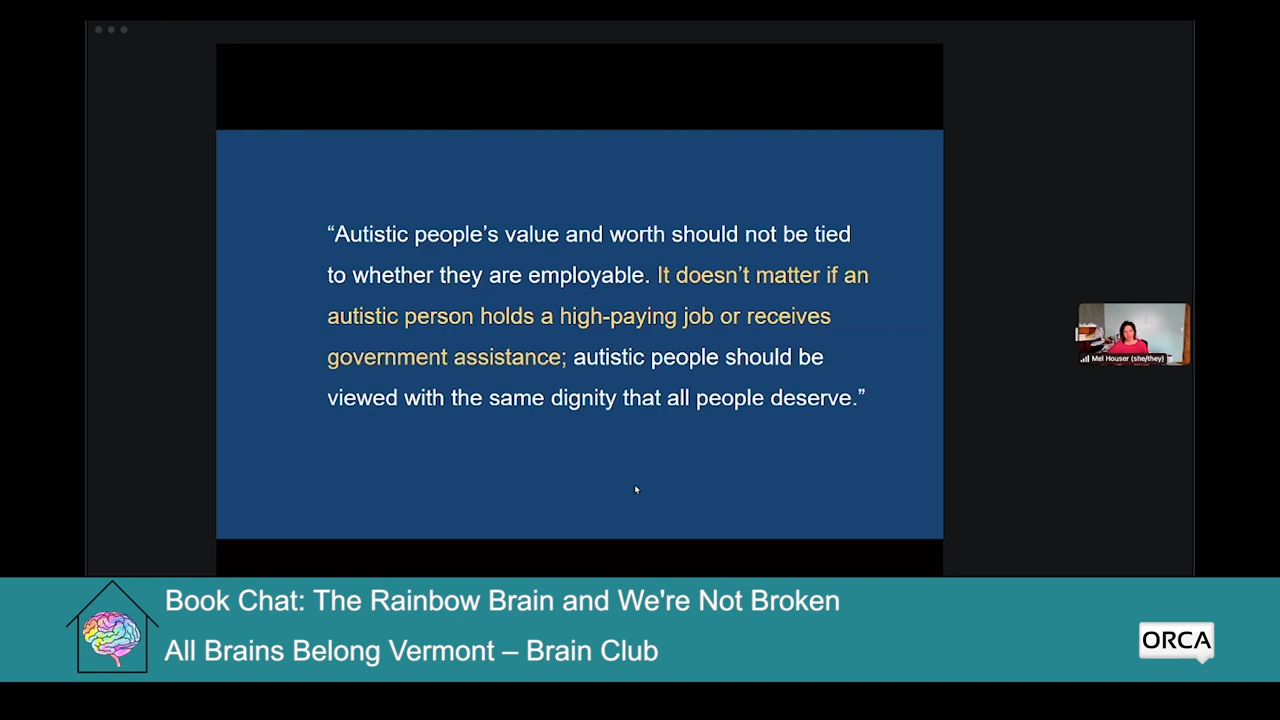 “Autistic people’s value and worth should not be tied
to whether they are employable. It doesn’t matter if an
autistic person holds a high-paying job or receives
government assistance; autistic people should be
viewed with the same dignity that all people deserve.”
Mel Houser (she/they)
Book Chat: The Rainbow Brain and We're Not Broken
All Brains Belong Vermont – Brain Club
ORCA